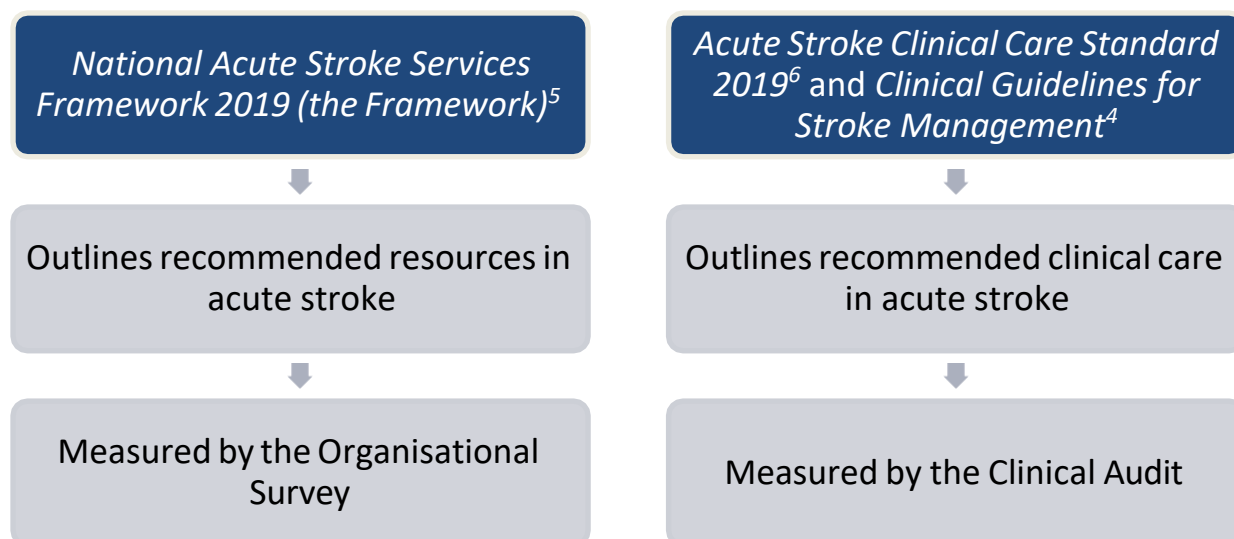 National Acute Stroke Services
Framework 2019 (the Framework)⁵
Outlines recommended resources in
acute stroke
Measured by the Organisational
Survey
Acute Stroke Clinical Care Standard
2019⁶ and Clinical Guidelines for
Stroke Management⁴
Outlines recommended clinical care
in acute stroke
Measured by the Clinical Audit